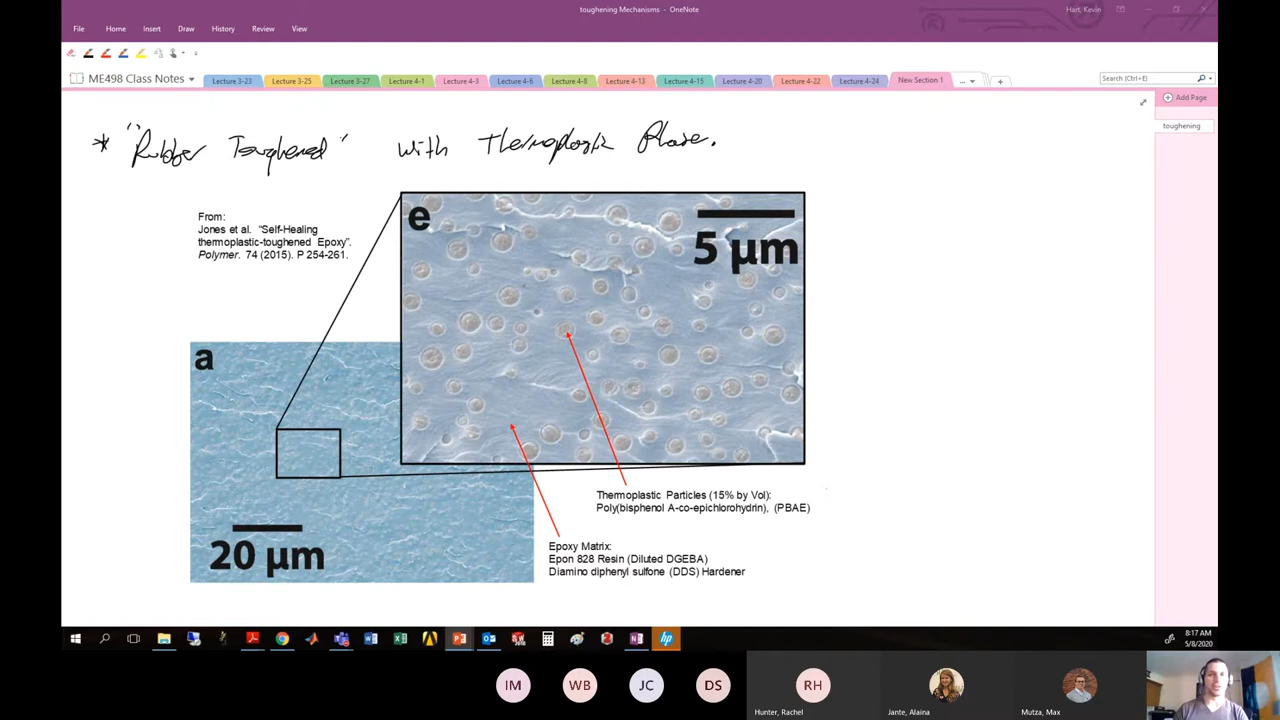 toughening Mechanisms - OneNote
Hart, Kevin
File Home Insert Draw History Review View
ME498 Class Notes
Lecture 3-23 Lecture 3-25 Lecture 3-27 Lecture 4-1 Lecture 4-3 Lecture 4-6 Lecture 4-8 Lecture 4-13 Lecture 4-15 Lecture 4-20 Lecture 4-22 Lecture 4-24 New Section 1 ...
Search (Ctrl+E)
Add Page
toughening
* "Rubber Toughened" with Thermoplastic Phase.
From:
Jones et al. “Self-Healing
thermoplastic-toughened Epoxy”.
Polymer. 74 (2015). P 254-261.
e
5 µm
a
20 µm
Thermoplastic Particles (15% by Vol):
Poly(bisphenol A-co-epichlorohydrin), (PBAE)
Epoxy Matrix:
Epon 828 Resin (Diluted DGEBA)
Diamino diphenyl sulfone (DDS) Hardener
8:17 AM
5/8/2020
IM WB JC DS RH
Hunter, Rachel
Jante, Alaina
Mutza, Max